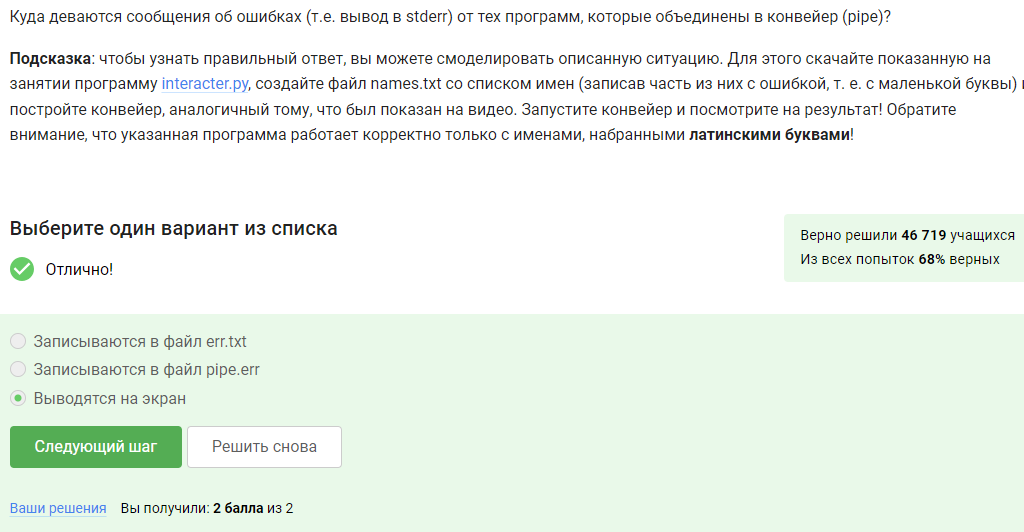 Куда деваются сообщения об ошибках (т.е. вывод в stderr) от тех программ, которые объединены в конвейер (pipe)?
Подсказка: чтобы узнать правильный ответ, вы можете смоделировать описанную ситуацию. Для этого скачайте показанную на
занятии программу interacter.py, создайте файл names.txt со списком имен (записав часть из них с ошибкой, т. е. с маленькой буквы)
постройте конвейер, аналогичный тому, что был показан на видео. Запустите конвейер и посмотрите на результат! Обратите
внимание, что указанная программа работает корректно только с именами, набранными латинскими буквами!
Выберите один вариант из списка
Отлично!
Верно решили 46 719 учащихся
Из всех попыток 68% верных
Записываются в файл err.txt
Записываются в файл pipe.err
Выводятся на экран
Следующий шаг
Решить снова
Ваши решения
Вы получили: 2 балла из 2